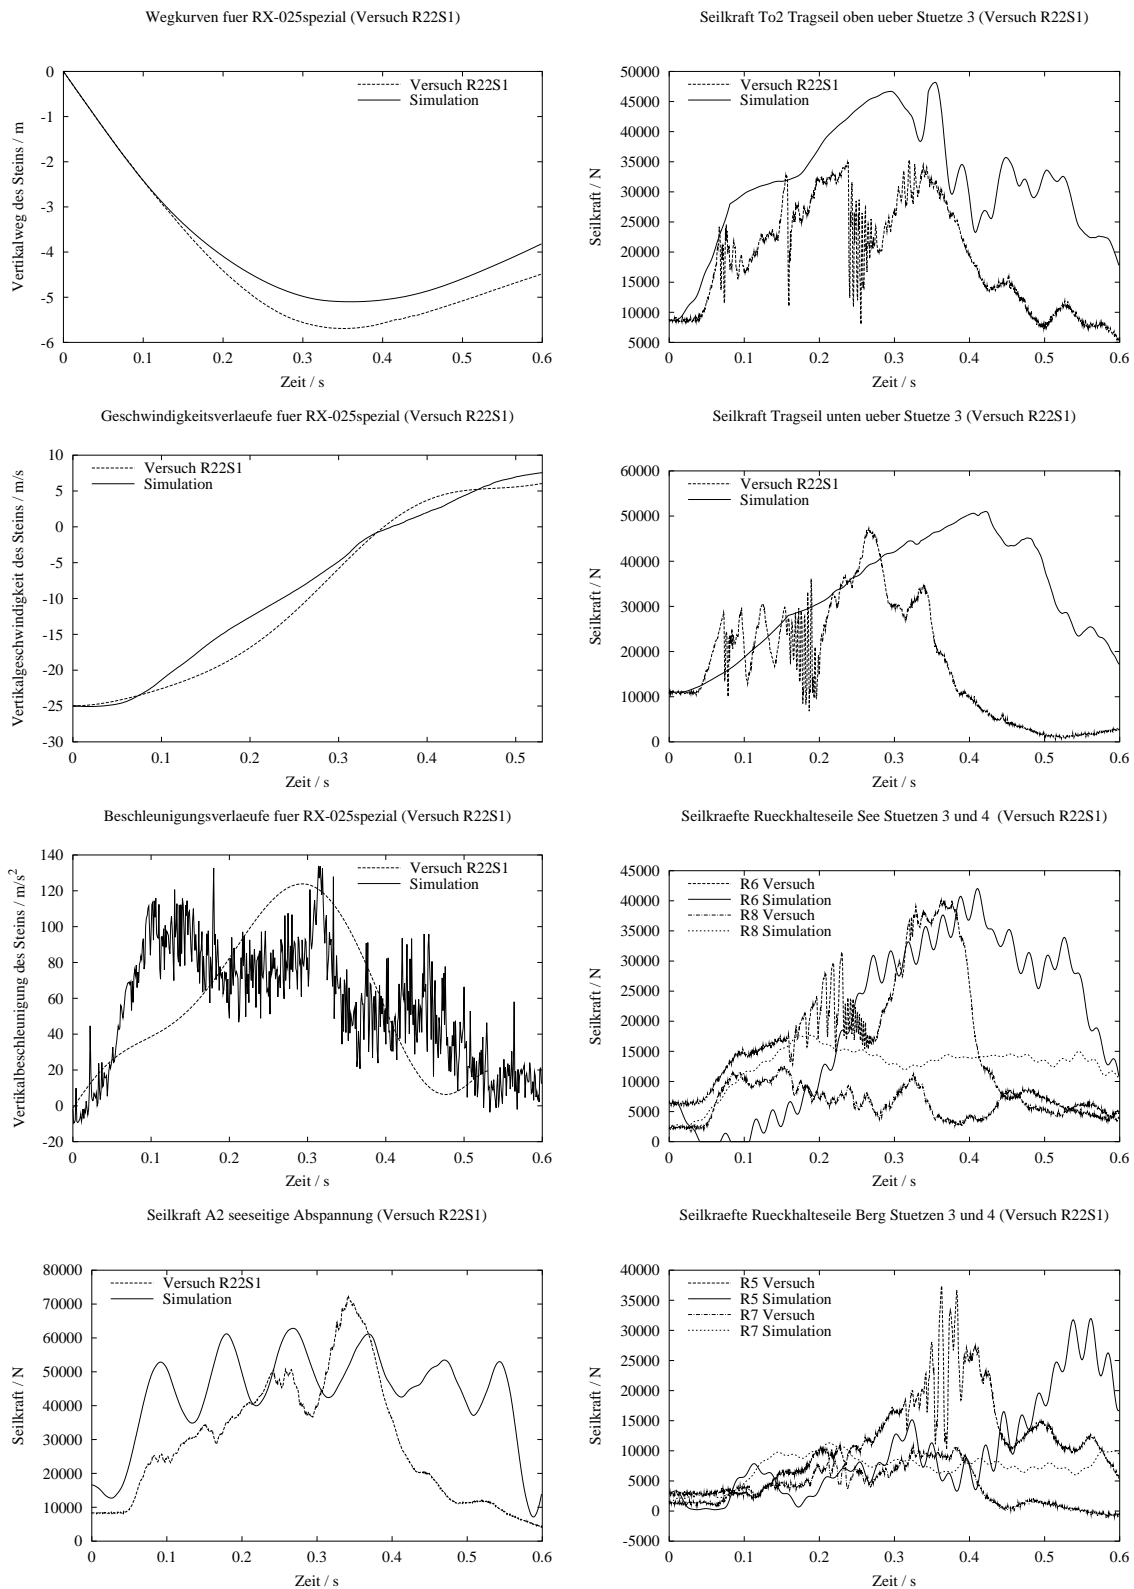 Wegkurven fuer RX-025spezial (Versuch R22S1)
Vertikalweg des Steins / m
0
-1
-2
-3
-4
-5
-6
Versuch R22S1
Simulation
0 0.1 0.2 0.3 0.4 0.5 0.6
Zeit / s
Seilkraft To2 Tragseil oben ueber Stuetze 3 (Versuch R22S1)
Seilkraft / N
50000
45000
40000
35000
30000
25000
20000
15000
10000
5000
Versuch R22S1
Simulation
0 0.1 0.2 0.3 0.4 0.5 0.6
Zeit / s
Geschwindigkeitsverlaeufe fuer RX-025spezial (Versuch R22S1)
Vertikalgeschwindigkeit des Steins / m/s
10
5
0
-5
-10
-15
-20
-25
-30
Versuch R22S1
Simulation
0 0.1 0.2 0.3 0.4 0.5
Zeit / s
Seilkraft Tragseil unten ueber Stuetze 3 (Versuch R22S1)
Seilkraft / N
60000
50000
40000
30000
20000
10000
0
Versuch R22S1
Simulation
0 0.1 0.2 0.3 0.4 0.5 0.6
Zeit / s
Beschleunigungsverlaeufe fuer RX-025spezial (Versuch R22S1)
Vertikalbeschleunigung des Steins / m/s²
140
120
100
80
60
40
20
0
-20
Versuch R22S1
Simulation
0 0.1 0.2 0.3 0.4 0.5 0.6
Zeit / s
Seilkraefte Rueckhalteseile See Stuetzen 3 und 4 (Versuch R22S1)
Seilkraft / N
45000
40000
35000
30000
25000
20000
15000
10000
5000
0
R6 Versuch
R6 Simulation
R8 Versuch
R8 Simulation
0 0.1 0.2 0.3 0.4 0.5 0.6
Zeit / s
Seilkraft A2 seeseitige Abspannung (Versuch R22S1)
Seilkraft / N
80000
70000
60000
50000
40000
30000
20000
10000
0
Versuch R22S1
Simulation
0 0.1 0.2 0.3 0.4 0.5 0.6
Zeit / s
Seilkraefte Rueckhalteseile Berg Stuetzen 3 und 4 (Versuch R22S1)
Seilkraft / N
40000
35000
30000
25000
20000
15000
10000
5000
0
-5000
R5 Versuch
R5 Simulation
R7 Versuch
R7 Simulation
0 0.1 0.2 0.3 0.4 0.5 0.6
Zeit / s